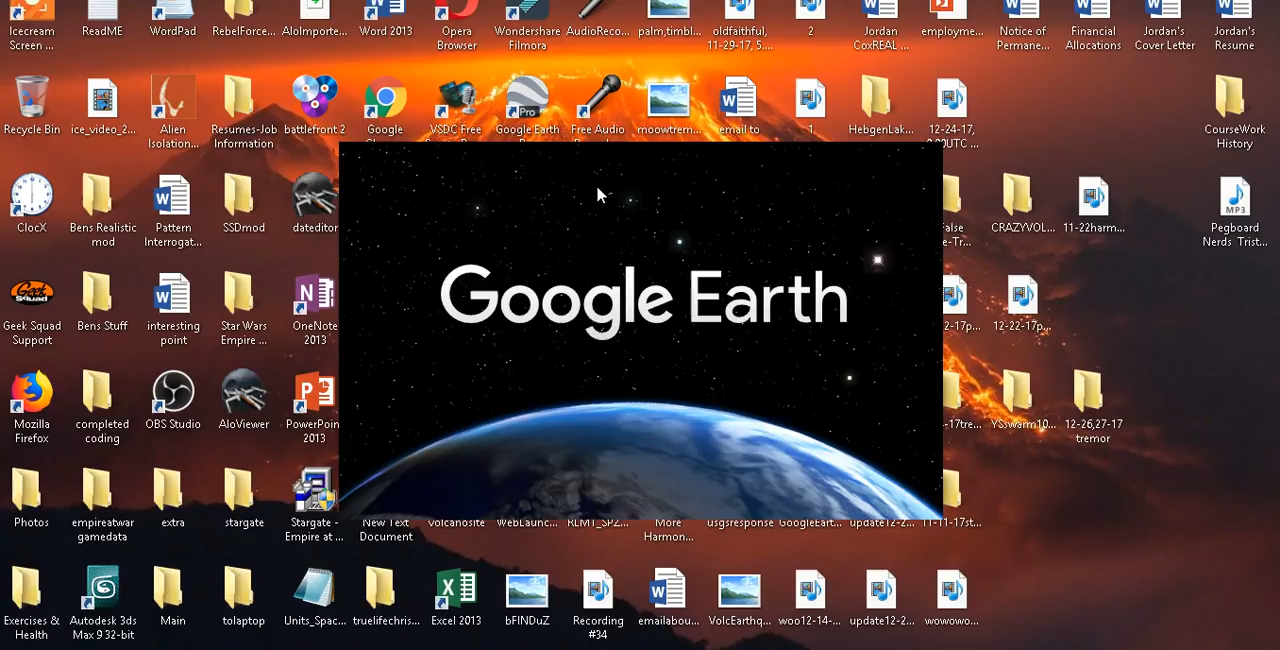 Icecream
Screen ...
ReadME
WordPad
RebelForce...
AloImporte...
Word 2013
Opera
Browser
Wondershare
Filmora
AudioReco...
palm,timbl...
oldfaithful,
11-29-17, 5....
2
Jordan
CoxREAL ...
employme...
Notice of
Permane...
Financial
Allocations
Jordan's
Cover Letter
Jordan's
Resume
Recycle Bin
ice_video_2...
Alien
Isolation...
Resumes-Job
Information
battlefront 2
Google
VSDC Free
Pro
Google Earth
Free Audio
moowtrem...
email to
1
HebgenLak...
12-24-17,
CourseWork
History
ClocX
Bens Realistic
mod
Pattern
Interrogat...
SSDmod
dateditor
CRAZYVOL...
11-22harm...
MP3
Pegboard
Nerds Trist...
Google Earth
Geek
Squad
Geek Squad
Support
Bens Stuff
interesting
point
Star Wars
Empire ...
OneNote
2013
2-17p...
12-22-17p...
Mozilla
Firefox
completed
coding
OBS Studio
AloViewer
PowerPoin
2013
-17tre...
YSswarm10...
12-26,27-17
tremor
Photos
empireatwar
gamedata
extra
stargate
Stargate -
Empire at ...
New Text
Document
volcanosite
WebLaunc...
More
Harmon...
usgsresponse
GoogleEart...
update12-2...
11-11-17st...
Exercises &
Health
Autodesk 3ds
Max 9 32-bit
Main
tolaptop
Units_Spac...
truelifechris...
Excel 2013
bFINDuZ
Recording
#34
emailabou...
VolcEarthq...
woo12-14-...
update12-2...
wowowo...